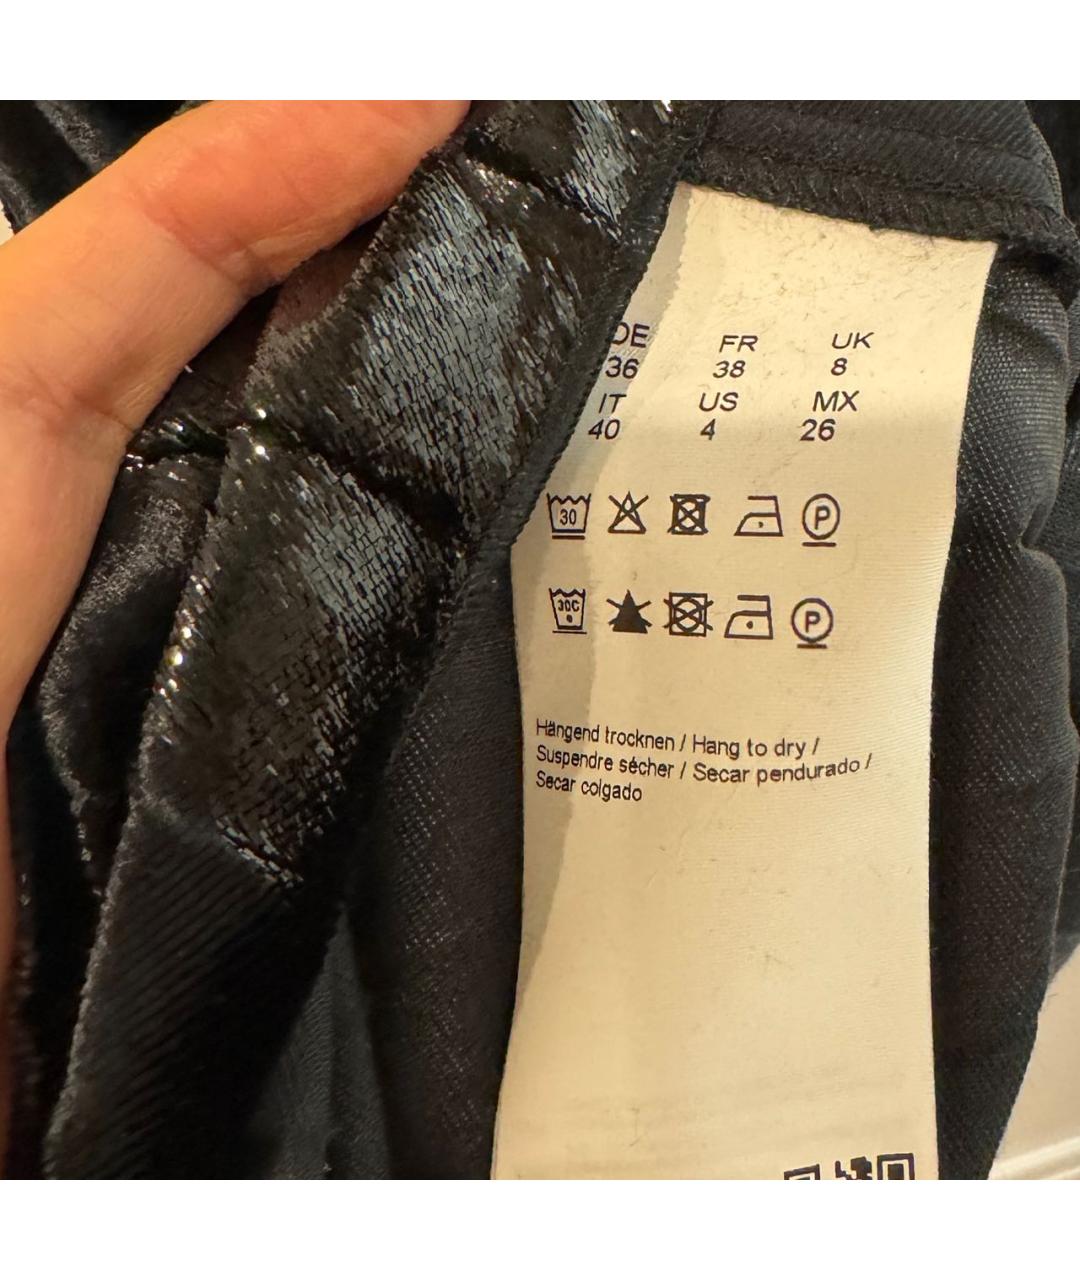 DE FR UK
36 38 8
IT US MX
40 4 26
30 P
30C P
Hängend trocknen / Hang to dry /
Suspendre sécher / Secar pendurado /
Secar colgado